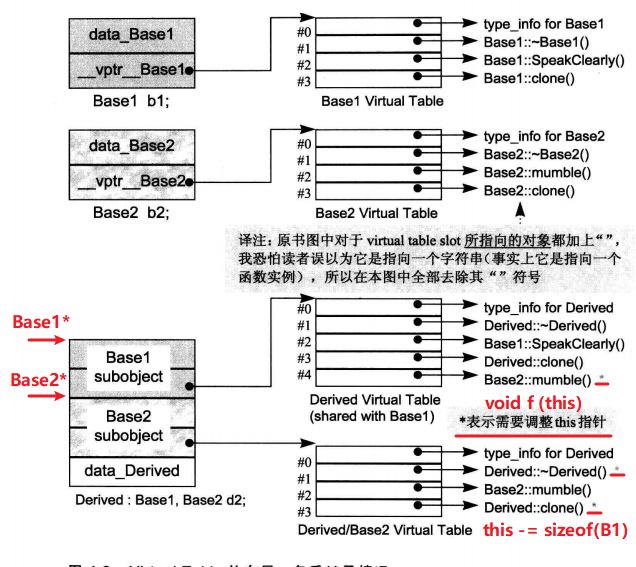 data_Base1
__vptr__Base1
Base1 b1;
#0
#1
#2
#3
Base1 Virtual Table
type_info for Base1
Base1::~Base1()
Base1::SpeakClearly()
Base1::clone()
data_Base2
__vptr__Base2
Base2 b2;
#0
#1
#2
#3
Base2 Virtual Table
type_info for Base2
Base2::~Base2()
Base2::mumble()
Base2::clone()
译注：原书图中对于 virtual table slot 所指向的对象都加上“”，
我恐怕读者误以为它是指向一个字符串(事实上它是指向一个
函数实例)，所以在本图中全部去除其“”符号
Base1*
Base2*
Base1
subobject
Base2
subobject
data_Derived
Derived : Base1, Base2 d2;
#0
#1
#2
#3
#4
Derived Virtual Table
(shared with Base1)
type_info for Derived
Derived::~Derived()
Base1::SpeakClearly()
Derived::clone()
Base2::mumble() *
void f (this)
*表示需要调整this指针
#0
#1
#2
#3
Derived/Base2 Virtual Table
type_info for Derived
Derived::~Derived() *
Base2::mumble()
Derived::clone() *
this -= sizeof(B1)